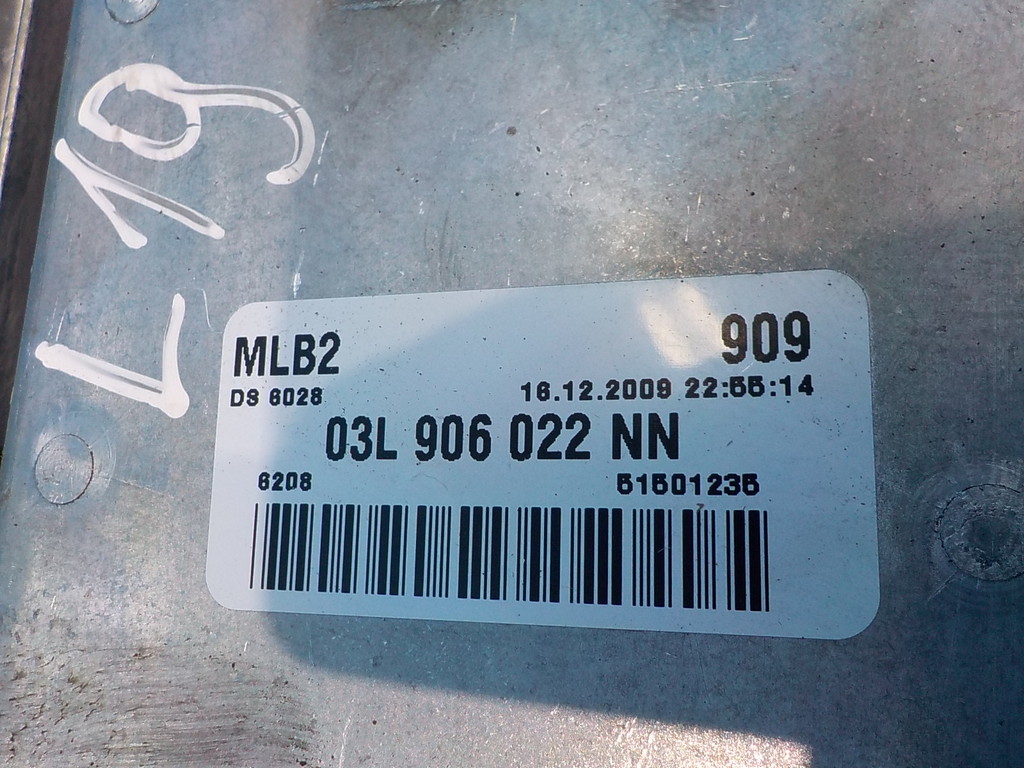 L19
MLB2 909
DS 6028 16.12.2009 22:55:14
03L 906 022 NN
6208 51501235